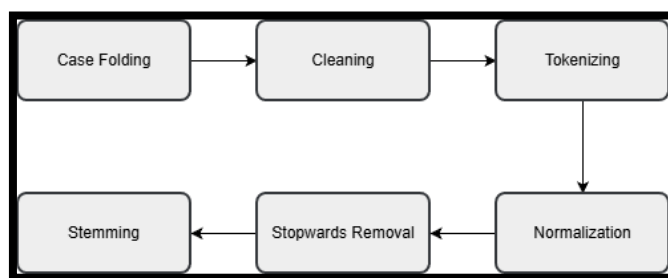 Case Folding
Cleaning
Tokenizing
Normalization
Stopwards Removal
Stemming